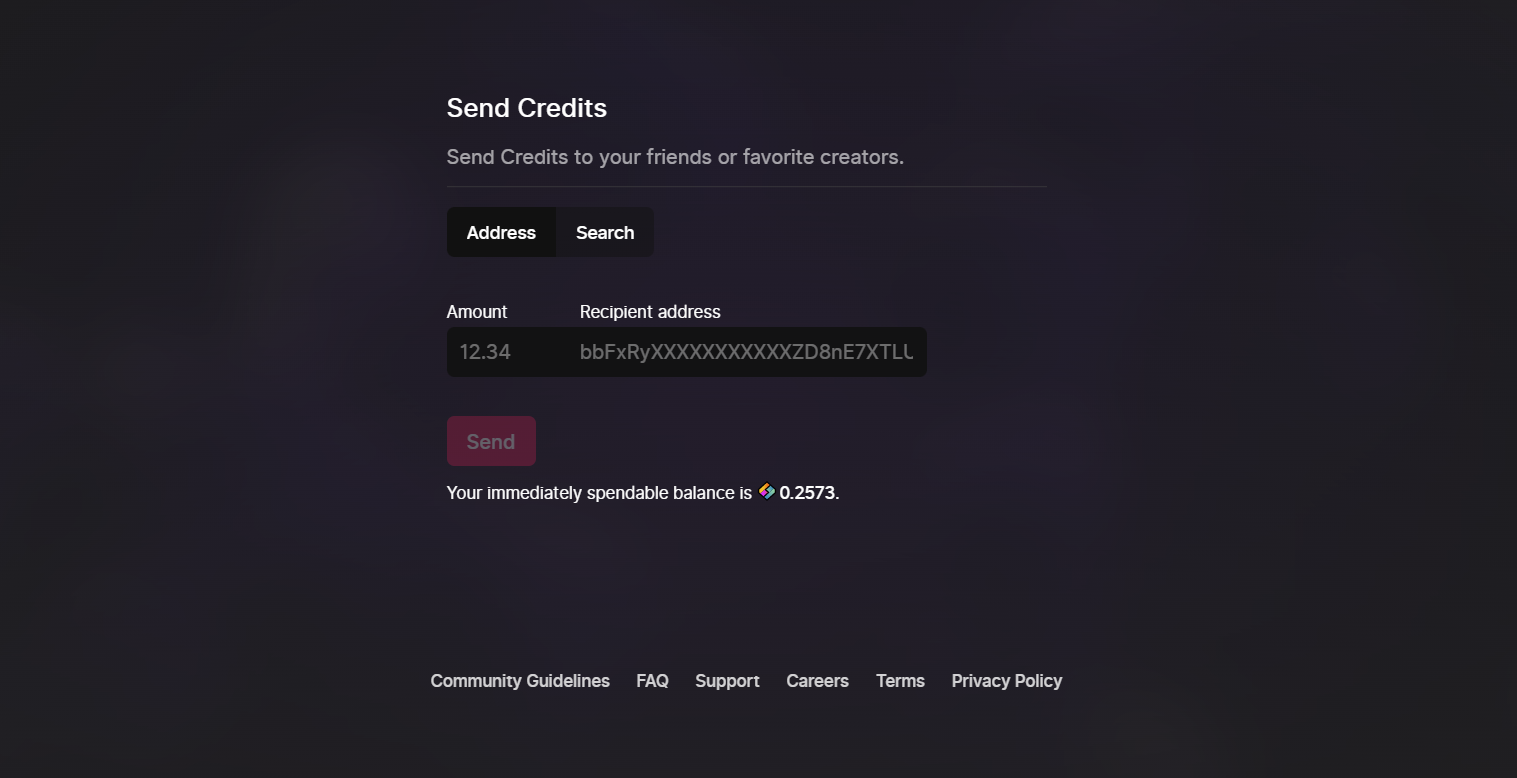 Send Credits
Send Credits to your friends or favorite creators.
Address Search
Amount Recipient address
12.34 bbFxRyXXXXXXXXXXXZD8nE7XTLU
Send
Your immediately spendable balance is 0.2573.
Community Guidelines FAQ Support Careers Terms Privacy Policy